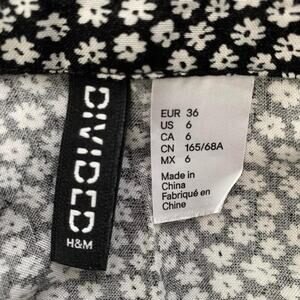 DIVIDED
H&M
EUR 36
US 6
CA 6
CN 165/68A
MX 6
Made in
China
Fabriqué en
Chine